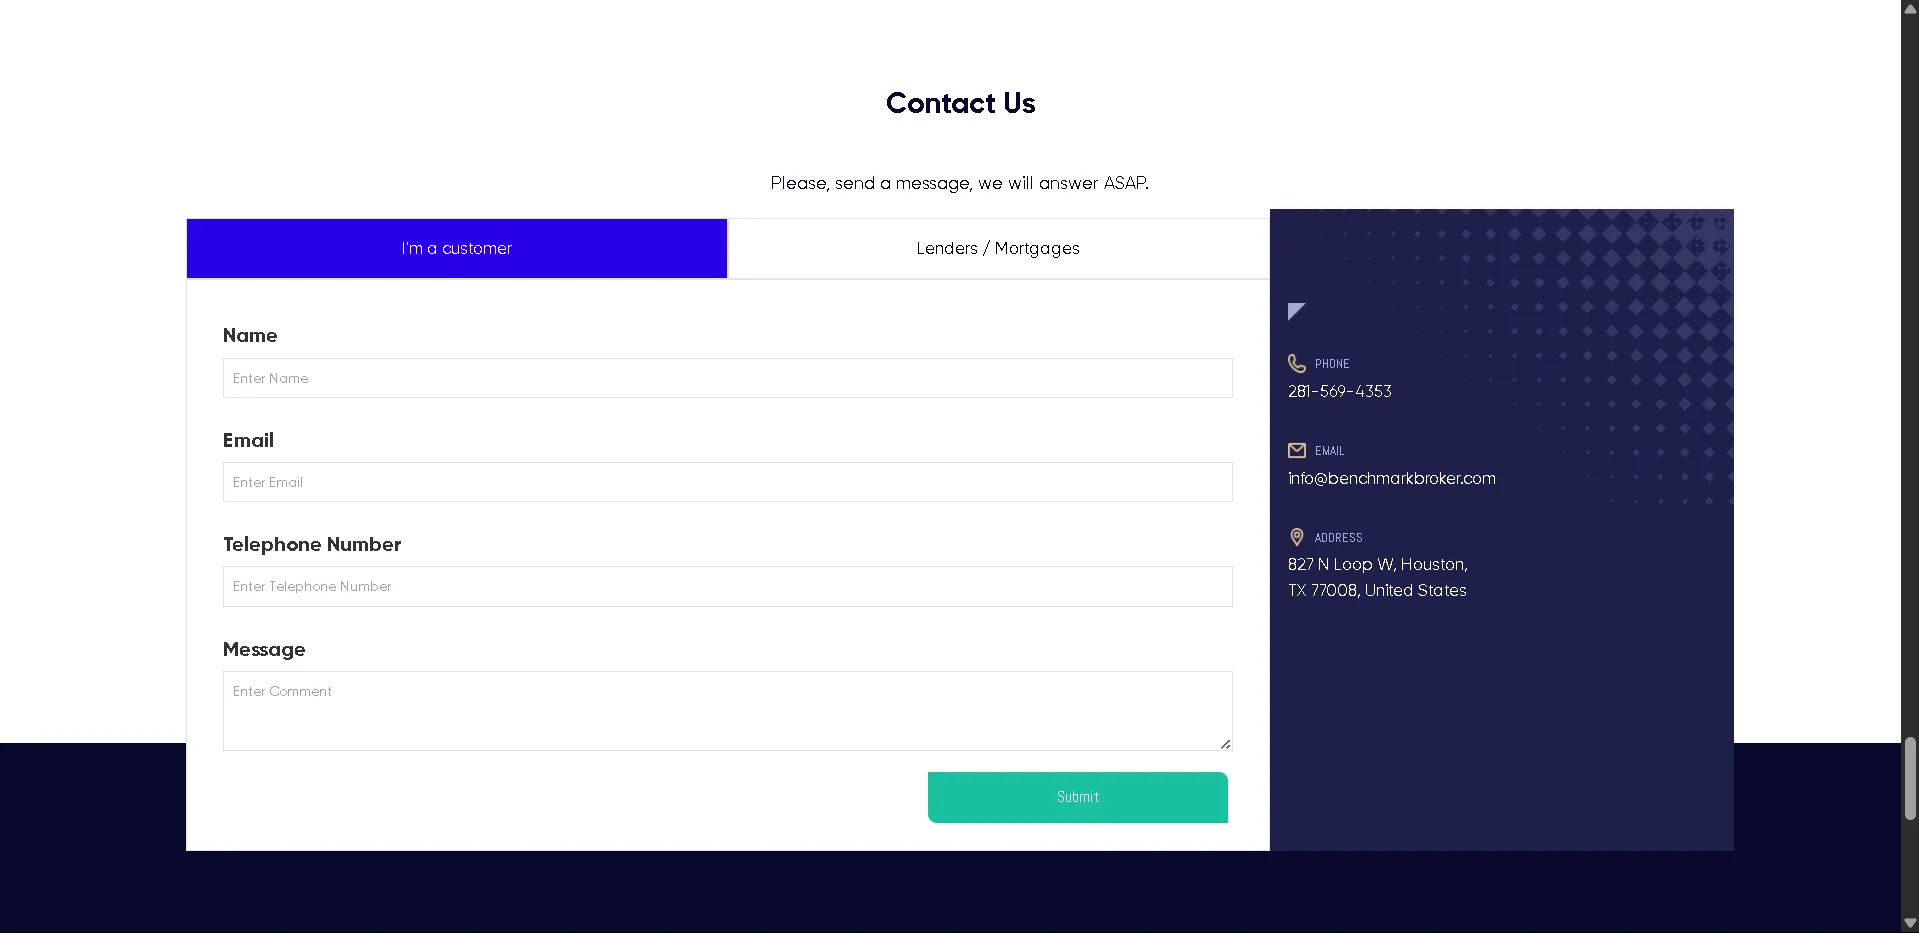 Contact Us
Please, send a message, we will answer ASAP.
I'm a customer
Lenders / Mortgages
Name
Enter Name
Email
Enter Email
Telephone Number
Enter Telephone Number
Message
Enter Comment
Submit
PHONE
281-569-4353
EMAIL
info@benchmarkbroker.com
ADDRESS
827 N Loop W, Houston,
TX 77008, United States